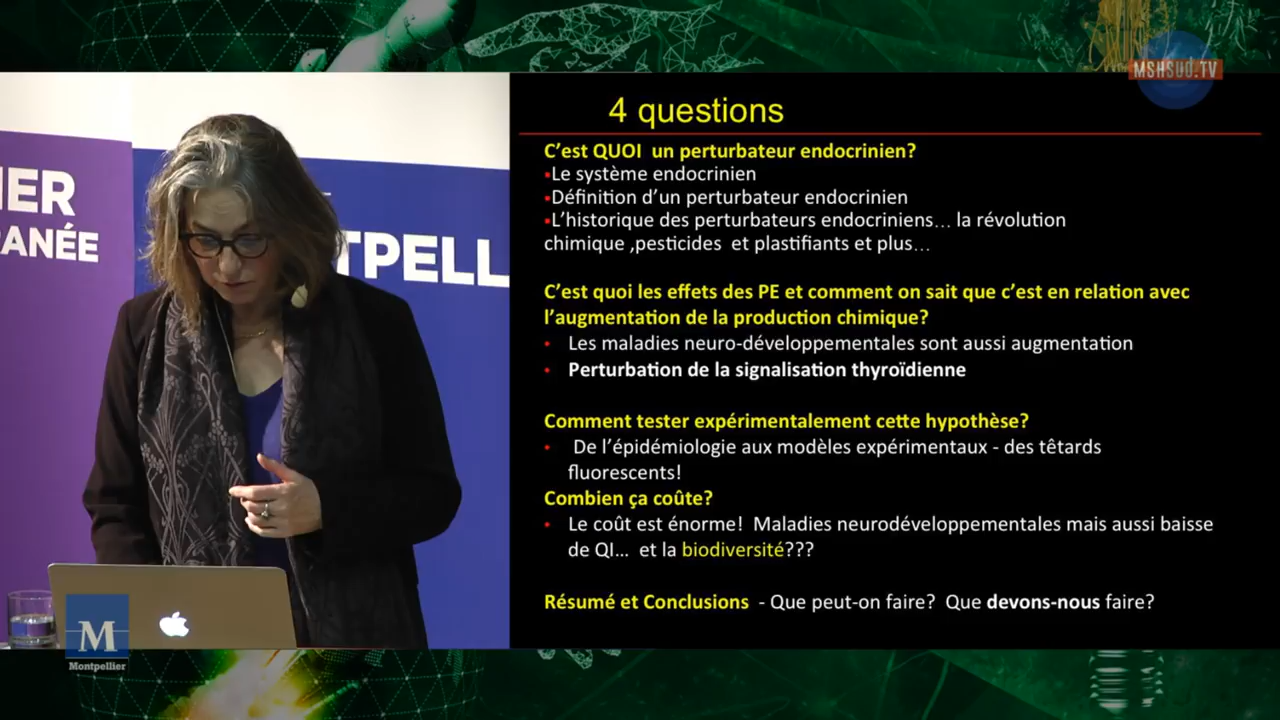 MSHSUD.TV
IER
RANÉE
TPELL
M
Montpellier
4 questions
C'est QUOI un perturbateur endocrinien?
▪Le système endocrinien
▪Définition d'un perturbateur endocrinien
▪L'historique des perturbateurs endocriniens... la révolution
chimique ,pesticides et plastifiants et plus...
C'est quoi les effets des PE et comment on sait que c'est en relation avec
l'augmentation de la production chimique?
• Les maladies neuro-développementales sont aussi augmentation
• Perturbation de la signalisation thyroïdienne
Comment tester expérimentalement cette hypothèse?
• De l'épidémiologie aux modèles expérimentaux - des têtards
fluorescents!
Combien ça coûte?
• Le coût est énorme! Maladies neurodéveloppementales mais aussi baisse
de QI... et la biodiversité???
Résumé et Conclusions - Que peut-on faire? Que devons-nous faire?